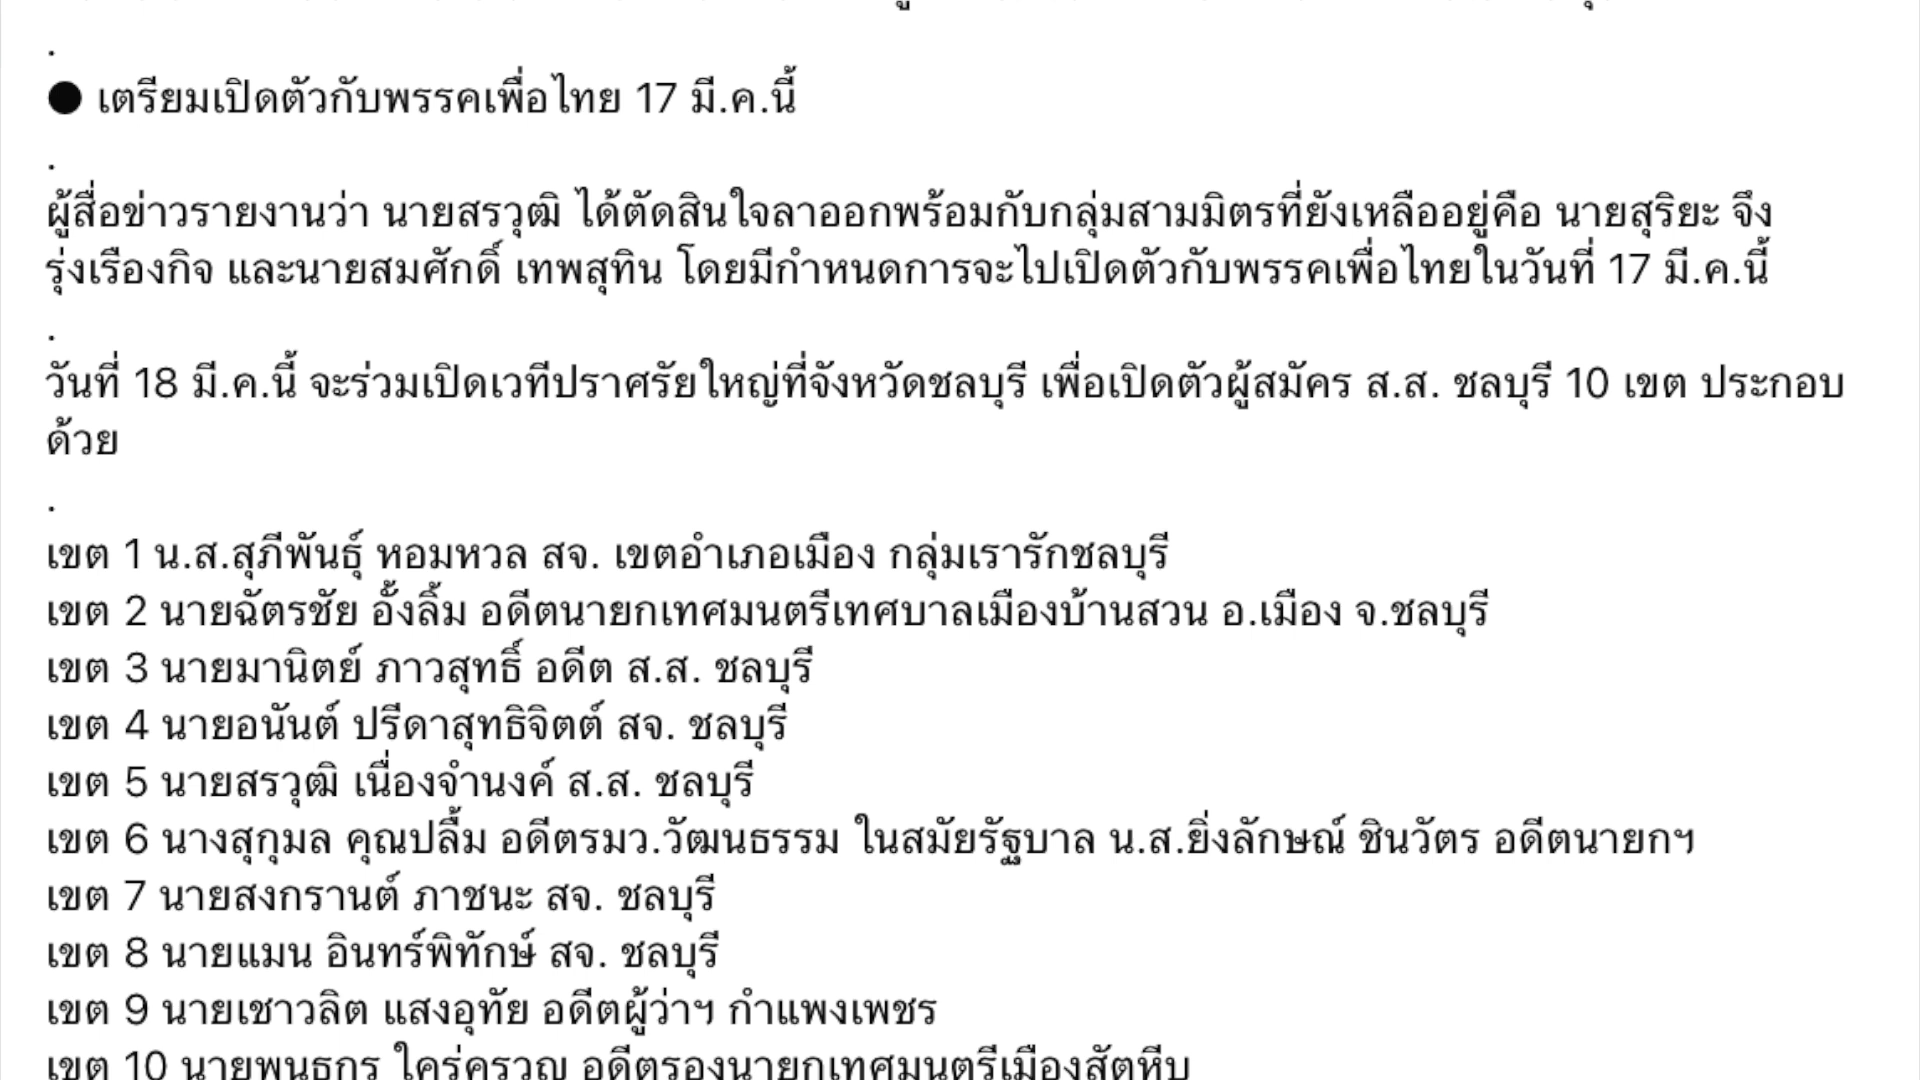 .
● เตรียมเปิดตัวกับพรรคเพื่อไทย 17 มี.ค.นี้
.
ผู้สื่อข่าวรายงานว่า นายสรวุฒิ ได้ตัดสินใจลาออกพร้อมกับกลุ่มสามมิตรที่ยังเหลืออยู่คือ นายสุริยะ จึง
รุ่งเรืองกิจ และนายสมศักดิ์ เทพสุทิน โดยมีกำหนดการจะไปเปิดตัวกับพรรคเพื่อไทยในวันที่ 17 มี.ค.นี้
.
วันที่ 18 มี.ค.นี้ จะร่วมเปิดเวทีปราศรัยใหญ่ที่จังหวัดชลบุรี เพื่อเปิดตัวผู้สมัคร ส.ส. ชลบุรี 10 เขต ประกอบ
ด้วย
.
เขต 1 น.ส.สุภีพันธุ์ หอมหวล สจ. เขตอำเภอเมือง กลุ่มเรารักชลบุรี
เขต 2 นายฉัตรชัย อั้งลิ้ม อดีตนายกเทศมนตรีเทศบาลเมืองบ้านสวน อ.เมือง จ.ชลบุรี
เขต 3 นายมานิตย์ ภาวสุทธิ์ อดีต ส.ส. ชลบุรี
เขต 4 นายอนันต์ ปรีดาสุทธิจิตต์ สจ. ชลบุรี
เขต 5 นายสรวุฒิ เนื่องจำนงค์ ส.ส. ชลบุรี
เขต 6 นางสุกุมล คุณปลื้ม อดีตรมว.วัฒนธรรม ในสมัยรัฐบาล น.ส.ยิ่งลักษณ์ ชินวัตร อดีตนายกฯ
เขต 7 นายสงกรานต์ ภาชนะ สจ. ชลบุรี
เขต 8 นายแมน อินทร์พิทักษ์ สจ. ชลบุรี
เขต 9 นายเชาวลิต แสงอุทัย อดีตผู้ว่าฯ กำแพงเพชร
เขต 10 นายพนธกร ใคร่ครวญ อดีตรองนายกเทศมนตรีเมืองสัตหีบ